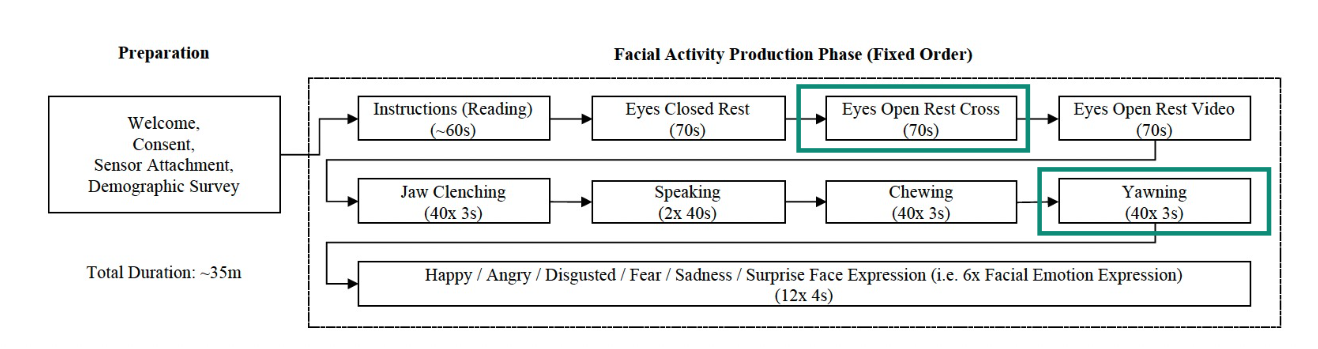 Preparation
Facial Activity Production Phase (Fixed Order)
Welcome,
Consent,
Sensor Attachment,
Demographic Survey
Instructions (Reading)
(~60s)
Eyes Closed Rest
(70s)
Eyes Open Rest Cross
(70s)
Eyes Open Rest Video
(70s)
Jaw Clenching
(40x 3s)
Speaking
(2x 40s)
Chewing
(40x 3s)
Yawning
(40x 3s)
Total Duration: ~35m
Happy / Angry / Disgusted / Fear / Sadness / Surprise Face Expression (i.e. 6x Facial Emotion Expression)
(12x 4s)